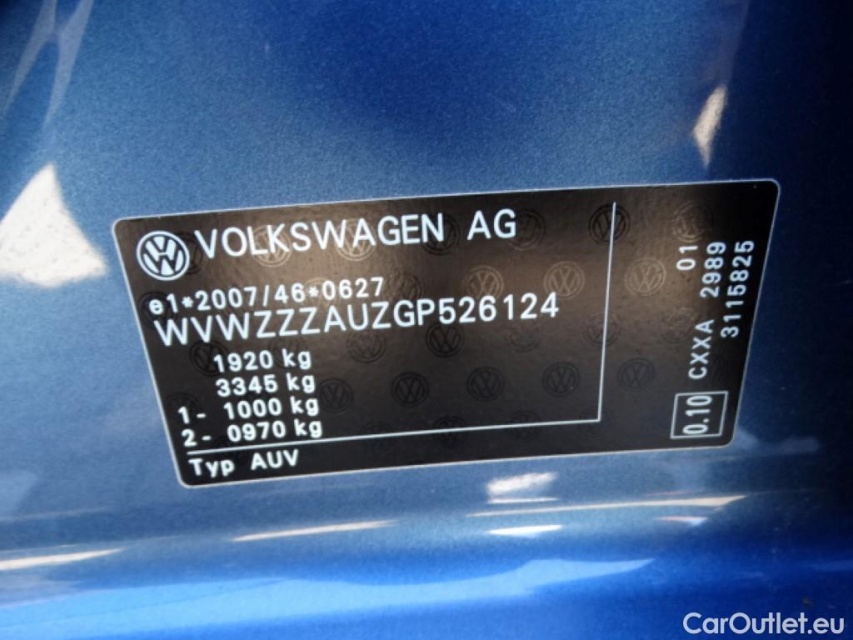 VOLKSWAGEN AG
e1*2007/46*0627
WVWZZZAUZGP526124
1920 kg
3345 kg
1- 1000 kg
2- 0970 kg
Typ AUV
01
CXXA 2989
3115825
0.10
CarOutlet.eu